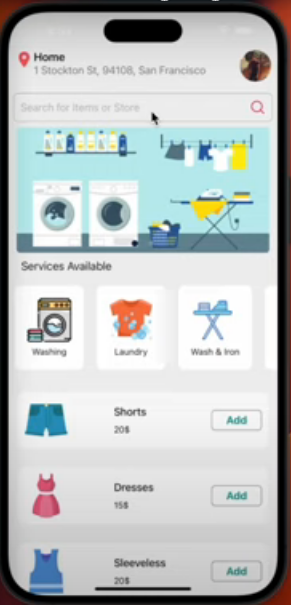 Home
1 Stockton St, 94108, San Francisco
Search for Items or Store
Services Available
Washing
Laundry
Wash & Iron
Shorts
20$
Add
Dresses
15$
Add
Sleeveless
20$
Add